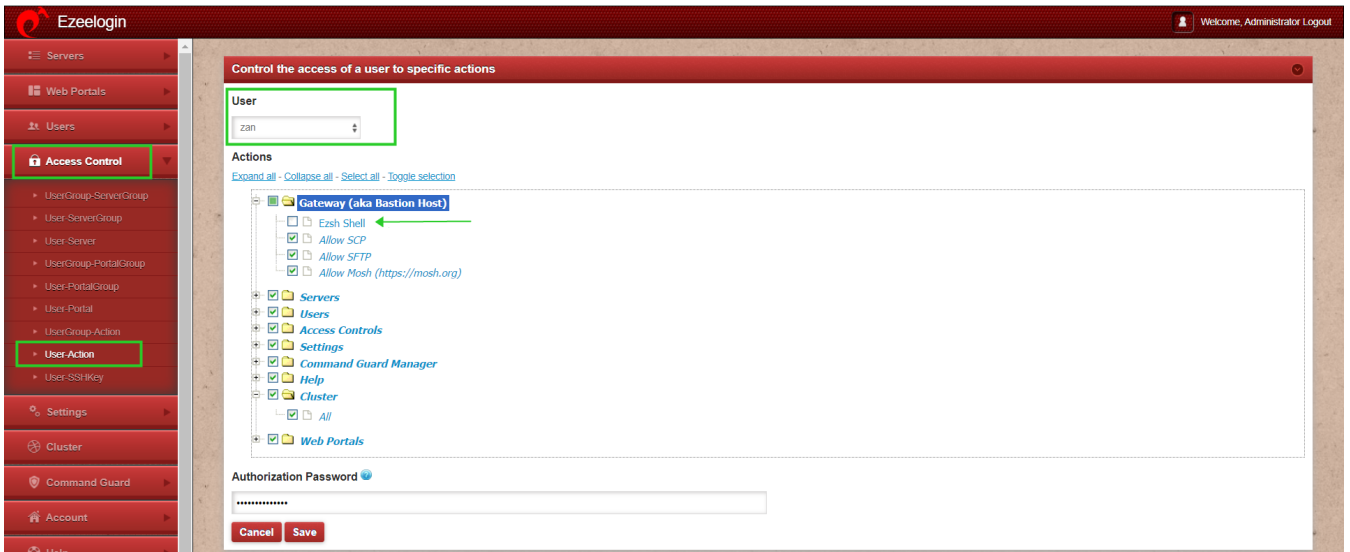 Ezeelogin
Welcome, Administrator Logout
Servers
Web Portals
Users
Access Control
UserGroup-ServerGroup
User-ServerGroup
User-Server
UserGroup-PortalGroup
User-PortalGroup
User-Portal
UserGroup-Action
User-Action
User-SSHKey
Settings
Cluster
Command Guard
Account
Help
Control the access of a user to specific actions
User
zan
Actions
Expand all - Collapse all - Select all - Toggle selection
Gateway (aka Bastion Host)
Ezsh Shell
Allow SCP
Allow SFTP
Allow Mosh (https://mosh.org)
Servers
Users
Access Controls
Settings
Command Guard Manager
Help
Cluster
All
Web Portals
Authorization Password
Cancel Save